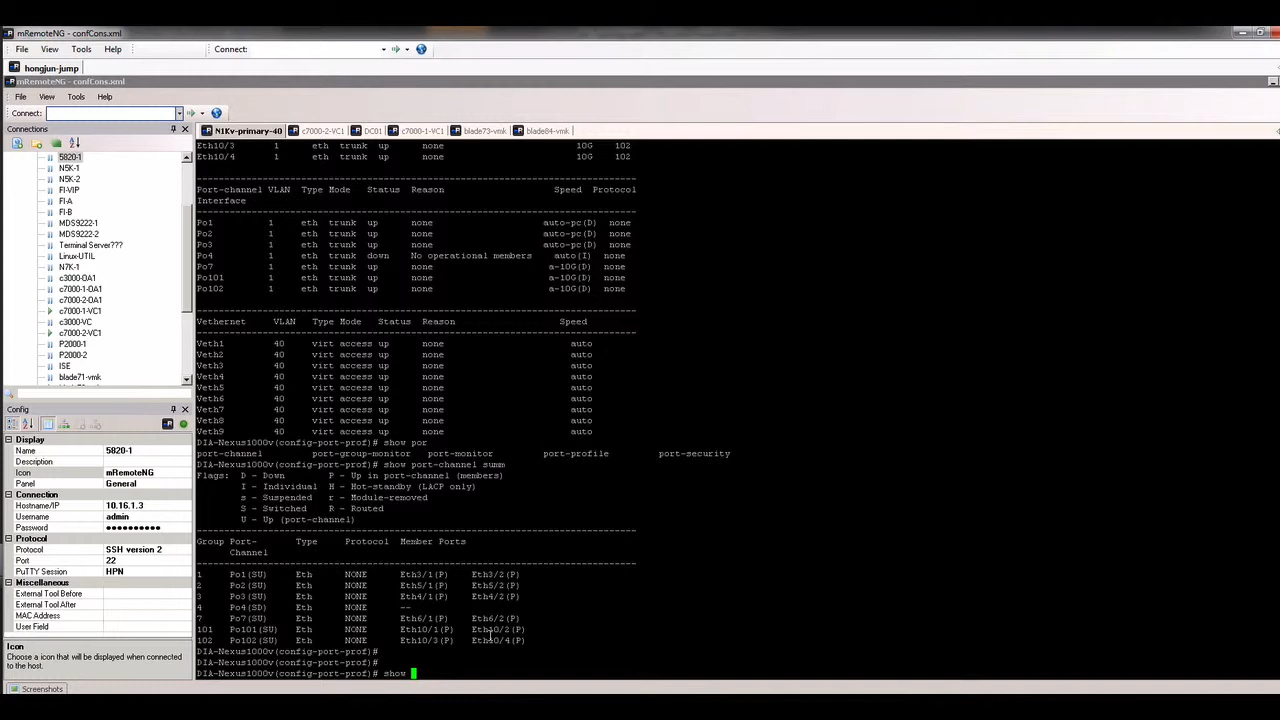 mRemoteNG - confCons.xml
File View Tools Help Connect:
hongjun-jump
mRemoteNG - confCons.xml
File View Tools Help
Connect:
Connections
N1Kv-primary-40 c7000-2-VC1 DC01 c7000-1-VC1 blade73-vmk blade84-vmk
5820-1
N5K-1
N5K-2
FI-VIP
FI-A
FI-B
MDS9222-1
MDS9222-2
Terminal Server???
Linux-UTIL
N7K-1
c3000-OA1
c7000-1-OA1
c7000-2-OA1
c7000-1-VC1
c3000-VC
c7000-2-VC1
P2000-1
P2000-2
ISE
blade71-vmk
Config
Display
Name 5820-1
Description
Icon mRemoteNG
Panel General
Connection
Hostname/IP 10.16.1.3
Username admin
Password ●●●●●●●●●●
Protocol
Protocol SSH version 2
Port 22
PuTTY Session HPN
Miscellaneous
External Tool Before
External Tool After
MAC Address
User Field
Icon
Choose a icon that will be displayed when connected to the host.
Screenshots
Eth10/3 1 eth trunk up none 10G 102
Eth10/4 1 eth trunk up none 10G 102
Port-channel VLAN Type Mode Status Reason Speed Protocol
Interface
Po1 1 eth trunk up none auto-pc(D) none
Po2 1 eth trunk up none auto-pc(D) none
Po3 1 eth trunk up none auto-pc(D) none
Po4 1 eth trunk down No operational members auto(I) none
Po7 1 eth trunk up none a-10G(D) none
Po101 1 eth trunk up none a-10G(D) none
Po102 1 eth trunk up none a-10G(D) none
Vethernet VLAN Type Mode Status Reason Speed
Veth1 40 virt access up none auto
Veth2 40 virt access up none auto
Veth3 40 virt access up none auto
Veth4 40 virt access up none auto
Veth5 40 virt access up none auto
Veth6 40 virt access up none auto
Veth7 40 virt access up none auto
Veth8 40 virt access up none auto
Veth9 40 virt access up none auto
DIA-Nexus1000v(config-port-prof)# show por
port-channel port-group-monitor port-monitor port-profile port-security
DIA-Nexus1000v(config-port-prof)# show port-channel summ
Flags: D - Down P - Up in port-channel (members)
I - Individual H - Hot-standby (LACP only)
s - Suspended r - Module-removed
S - Switched R - Routed
U - Up (port-channel)
Group Port- Type Protocol Member Ports
Channel
1 Po1(SU) Eth NONE Eth3/1(P) Eth3/2(P)
2 Po2(SU) Eth NONE Eth5/1(P) Eth5/2(P)
3 Po3(SU) Eth NONE Eth4/1(P) Eth4/2(P)
4 Po4(SD) Eth NONE --
7 Po7(SU) Eth NONE Eth6/1(P) Eth6/2(P)
101 Po101(SU) Eth NONE Eth10/1(P) Eth10/2(P)
102 Po102(SU) Eth NONE Eth10/3(P) Eth10/4(P)
DIA-Nexus1000v(config-port-prof)#
DIA-Nexus1000v(config-port-prof)#
DIA-Nexus1000v(config-port-prof)# show